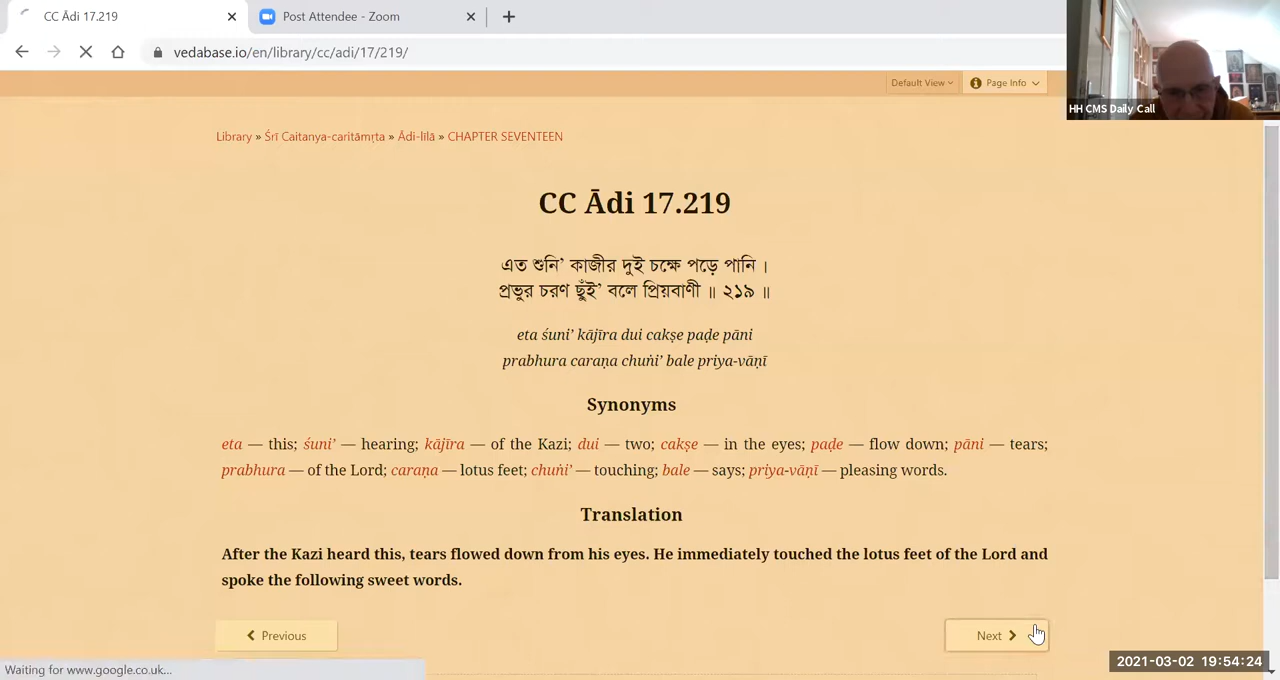 CC Adi 17.219
Post Attendee - Zoom
vedabase.io/en/library/cc/adi/17/219/
Default View
Page Info
HH CMS Daily Call
Library » Śrī Caitanya-caritāmṛta » Ādi-līlā » CHAPTER SEVENTEEN
CC Ādi 17.219
এত শুনি’ কাজীর দুই চক্ষে পড়ে পানি ।
প্রভুর চরণ ছুঁই’ বলে প্রিয়বাণী ॥ ২১৯ ॥
eta śuni’ kājīra dui cakṣe paḍe pāni
prabhura caraṇa chuṅi’ bale priya-vāṇī
Synonyms
eta — this; śuni’ — hearing; kājīra — of the Kazi; dui — two; cakṣe — in the eyes; paḍe — flow down; pāni — tears;
prabhura — of the Lord; caraṇa — lotus feet; chuṅi’ — touching; bale — says; priya-vāṇī — pleasing words.
Translation
After the Kazi heard this, tears flowed down from his eyes. He immediately touched the lotus feet of the Lord and
spoke the following sweet words.
Previous
Next
Waiting for www.google.co.uk...
2021-03-02 19:54:24